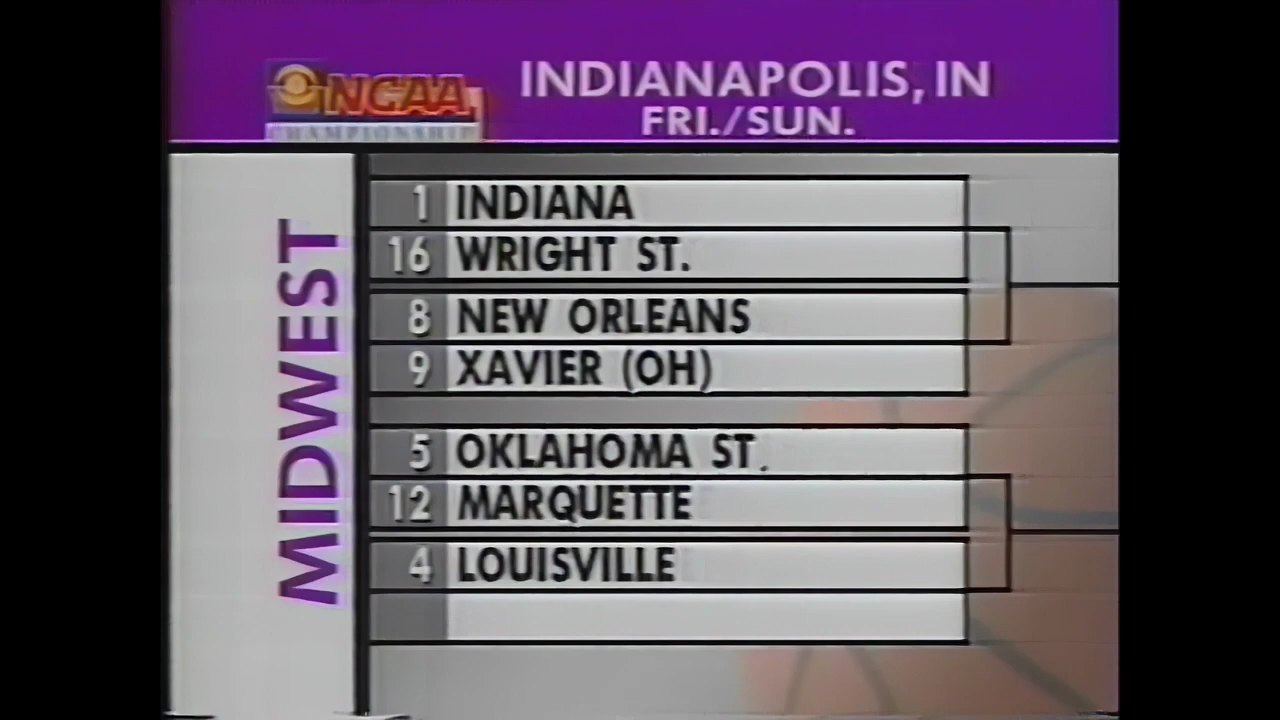 NCAA
CHAMPIONSHIP
INDIANAPOLIS, IN
FRI./SUN.
MIDWEST
1 INDIANA
16 WRIGHT ST.
8 NEW ORLEANS
9 XAVIER (OH)
5 OKLAHOMA ST.
12 MARQUETTE
4 LOUISVILLE